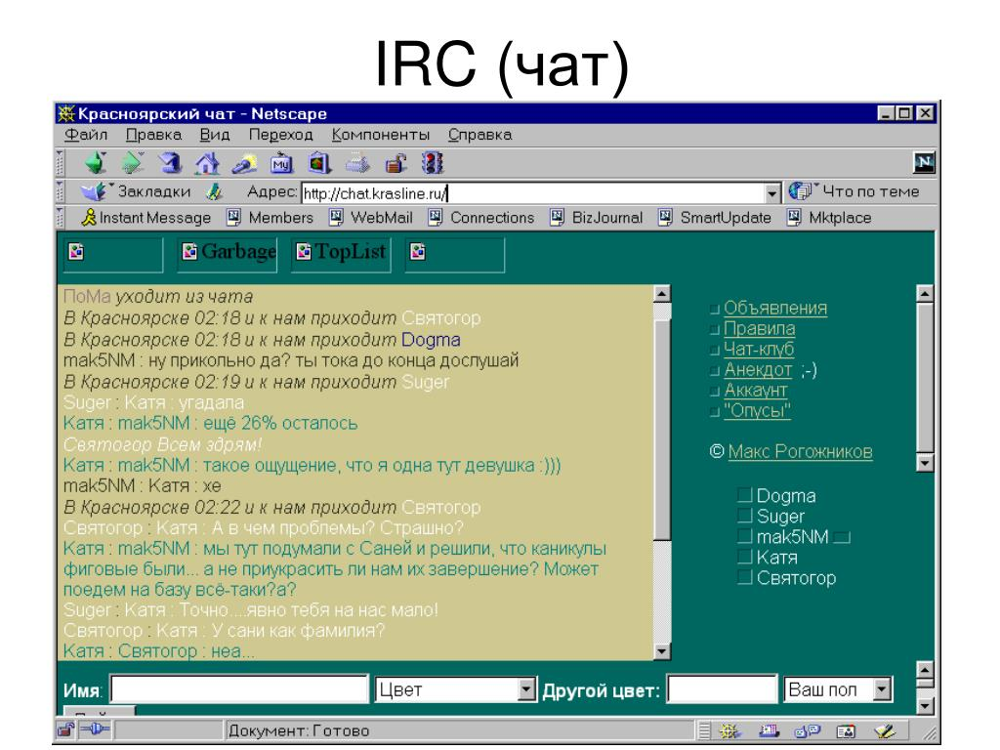 IRC (чат)
Красноярский чат - Netscape
Файл Правка Вид Переход Компоненты Справка
My
N
Закладки Адрес: http://chat.krasline.ru/ Что по теме
Instant Message Members WebMail Connections BizJournal SmartUpdate Mktplace
Garbage TopList
ПоМа уходит из чата
В Красноярске 02:18 и к нам приходит Святогор
В Красноярске 02:18 и к нам приходит Dogma
mak5NM : ну прикольно да? ты тока до конца дослушай
В Красноярске 02:19 и к нам приходит Suger
Suger : Катя : угадала
Катя : mak5NM : ещё 26% осталось
Святогор Всем здрям!
Катя : mak5NM : такое ощущение, что я одна тут девушка :)))
mak5NM : Катя : хе
В Красноярске 02:22 и к нам приходит Святогор
Святогор : Катя : А в чем проблемы? Страшно?
Катя : mak5NM : мы тут подумали с Саней и решили, что каникулы
фиговые были... а не приукрасить ли нам их завершение? Может
поедем на базу всё-таки?а?
Suger : Катя : Точно....явно тебя на нас мало!
Святогор : Катя : У сани как фамилия?
Катя : Святогор : неа...
Объявления
Правила
Чат-клуб
Анекдот ;-)
Аккаунт
"Опусы"
© Макс Рогожников
Dogma
Suger
mak5NM
Катя
Святогор
Имя: Цвет Другой цвет: Ваш пол
Документ: Готово